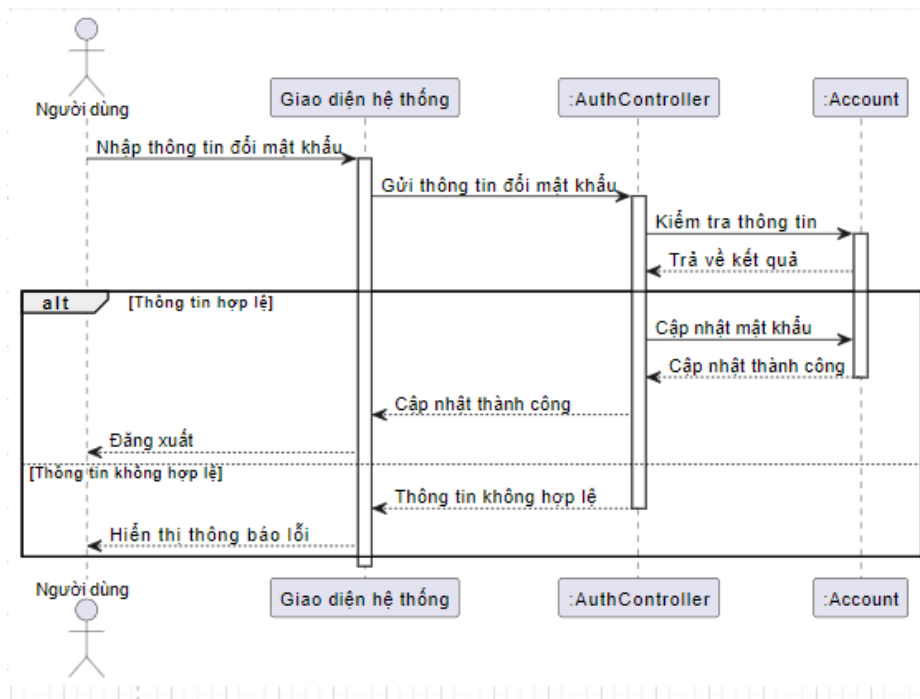 Người dùng
Giao diện hệ thống
:AuthController
:Account
Nhập thông tin đổi mật khẩu
Gửi thông tin đổi mật khẩu
Kiểm tra thông tin
Trả về kết quả
alt
[Thông tin hợp lệ]
Cập nhật mật khẩu
Cập nhật thành công
Cập nhật thành công
Đăng xuất
[Thông tin không hợp lệ]
Thông tin không hợp lệ
Hiển thị thông báo lỗi
Người dùng
Giao diện hệ thống
:AuthController
:Account